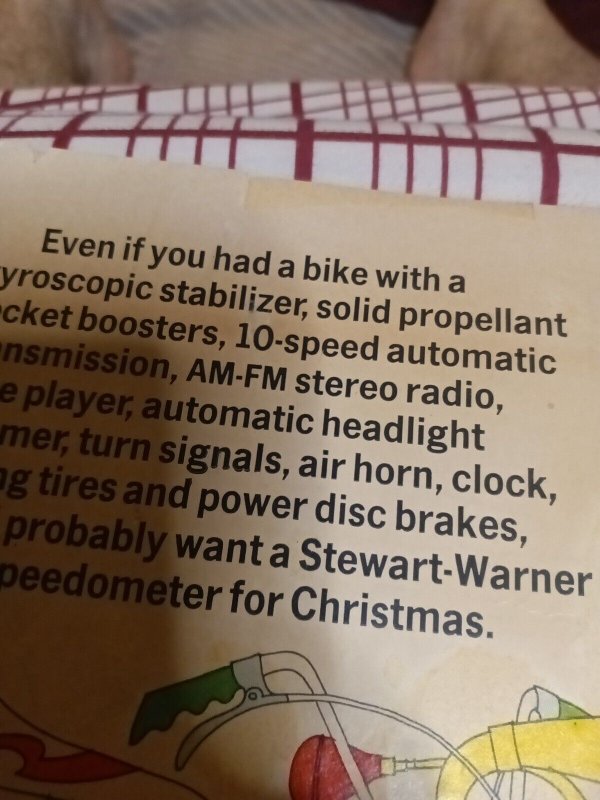 Even if you had a bike with a
yroscopic stabilizer, solid propellant
cket boosters, 10-speed automatic
nsmission, AM-FM stereo radio,
e player, automatic headlight
mer, turn signals, air horn, clock,
ng tires and power disc brakes,
probably want a Stewart-Warner
peedometer for Christmas.